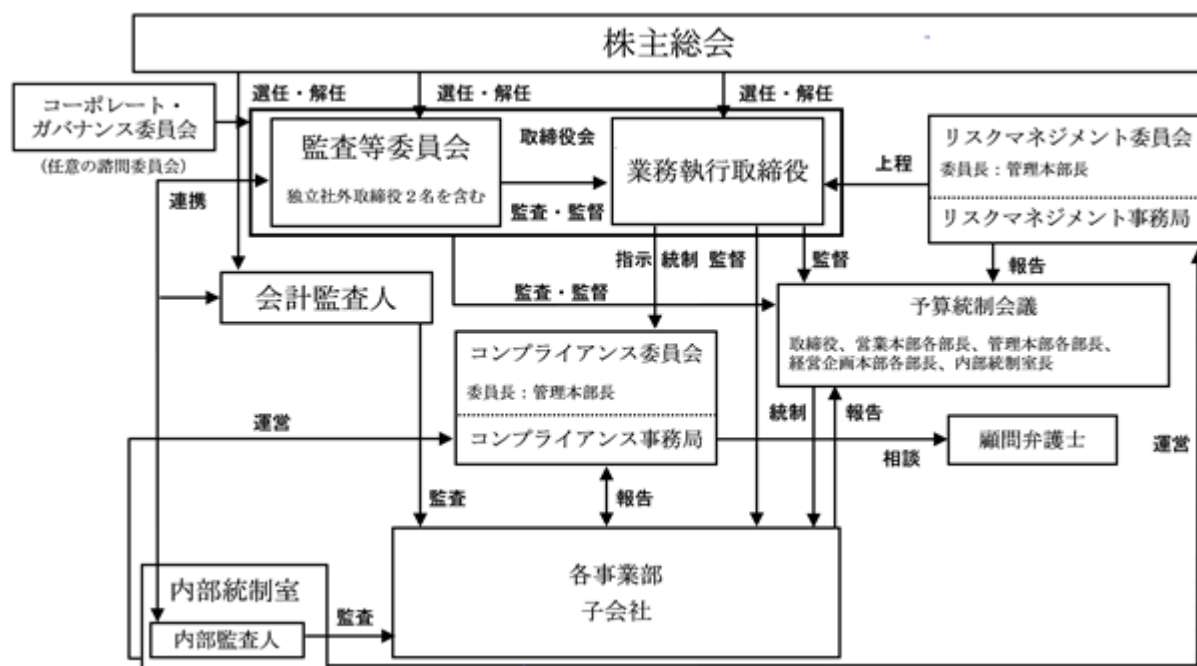 株主総会
選任・解任
選任・解任
選任・解任
コーポレート・
ガバナンス委員会
(任意の諮問委員会)
監査等委員会
独立社外取締役２名を含む
取締役会
監査・監督
業務執行取締役
上程
リスクマネジメント委員会
委員長：管理本部長
リスクマネジメント事務局
連携
指示
統制
監督
監督
報告
会計監査人
監査・監督
予算統制会議
取締役、営業本部各部長、管理本部各部長、
経営企画本部各部長、内部統制室長
コンプライアンス委員会
委員長：管理本部長
コンプライアンス事務局
運営
統制
報告
相談
顧問弁護士
運営
監査
報告
各事業部
子会社
内部統制室
内部監査人
監査